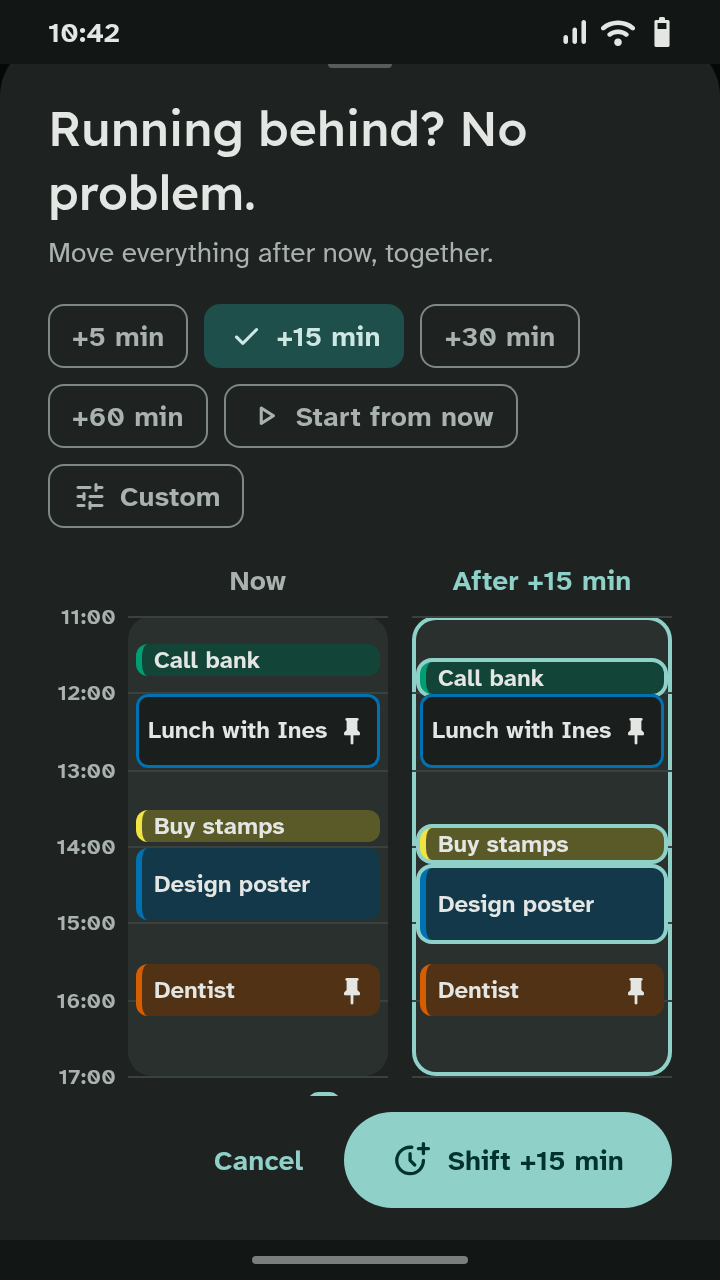 10:42
Running behind? No
problem.
Move everything after now, together.
+5 min
+15 min
+30 min
+60 min
Start from now
Custom
Now
After +15 min
11:00
Call bank
Call bank
12:00
Lunch with Ines
Lunch with Ines
13:00
Buy stamps
Buy stamps
14:00
Design poster
Design poster
15:00
Dentist
Dentist
16:00
17:00
Cancel
Shift +15 min